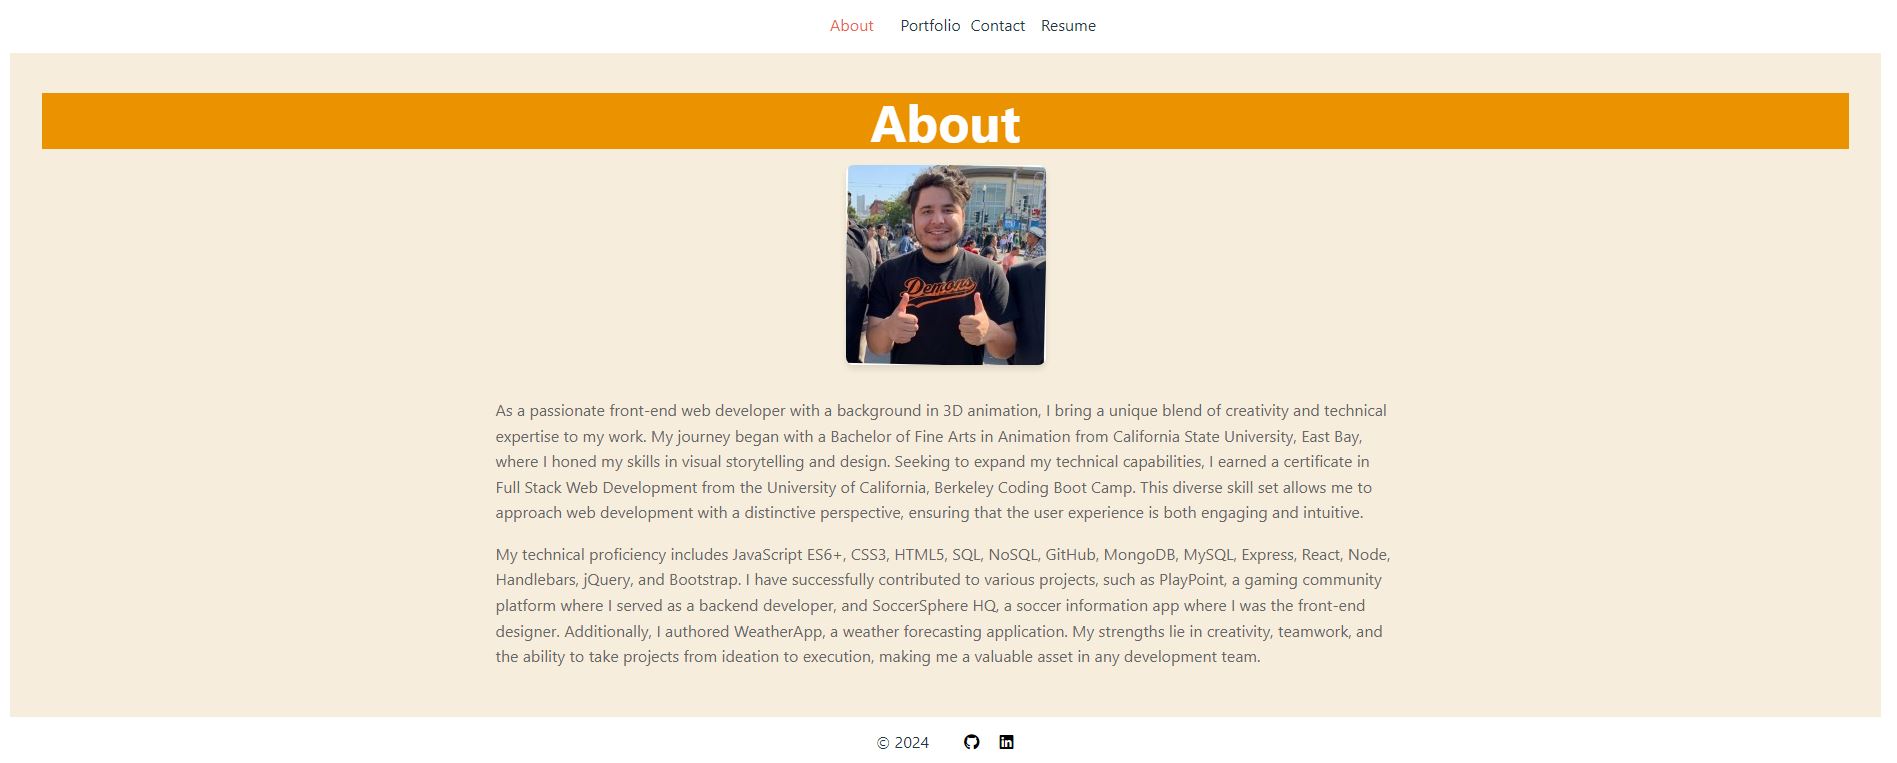 About Portfolio Contact Resume
About
Demons
As a passionate front-end web developer with a background in 3D animation, I bring a unique blend of creativity and technical
expertise to my work. My journey began with a Bachelor of Fine Arts in Animation from California State University, East Bay,
where I honed my skills in visual storytelling and design. Seeking to expand my technical capabilities, I earned a certificate in
Full Stack Web Development from the University of California, Berkeley Coding Boot Camp. This diverse skill set allows me to
approach web development with a distinctive perspective, ensuring that the user experience is both engaging and intuitive.
My technical proficiency includes JavaScript ES6+, CSS3, HTML5, SQL, NoSQL, GitHub, MongoDB, MySQL, Express, React, Node,
Handlebars, jQuery, and Bootstrap. I have successfully contributed to various projects, such as PlayPoint, a gaming community
platform where I served as a backend developer, and SoccerSphere HQ, a soccer information app where I was the front-end
designer. Additionally, I authored WeatherApp, a weather forecasting application. My strengths lie in creativity, teamwork, and
the ability to take projects from ideation to execution, making me a valuable asset in any development team.
© 2024 in